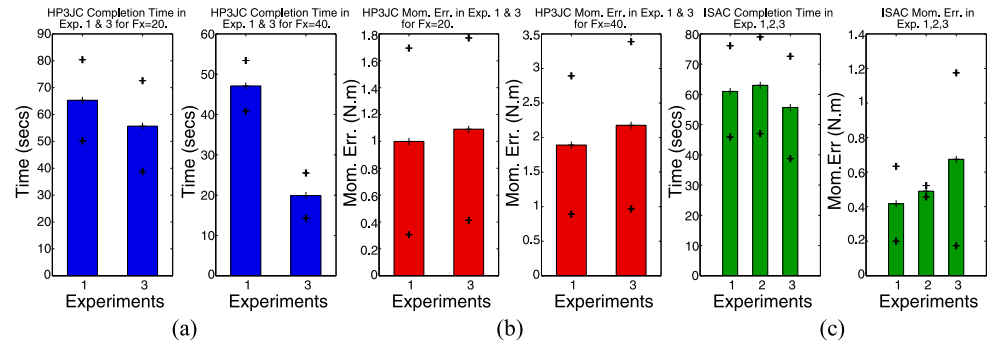 HP3JC Completion Time in
Exp. 1 & 3 for Fx=20.
Time (secs)
90
80
70
60
50
40
30
20
10
0
1 3
Experiments
HP3JC Completion Time in
Exp. 1 & 3 for Fx=40.
Time (secs)
60
50
40
30
20
10
0
1 3
Experiments
(a)
HP3JC Mom. Err. in Exp. 1 & 3
for Fx=20.
Mom. Err. (N.m)
1.8
1.6
1.4
1.2
1
0.8
0.6
0.4
0.2
0
1 3
Experiments
HP3JC Mom. Err. in Exp. 1 & 3
for Fx=40.
Mom. Err. (N.m)
3.5
3
2.5
2
1.5
1
0.5
0
1 3
Experiments
(b)
ISAC Completion Time in
Exp. 1,2,3
Time (secs)
80
70
60
50
40
30
20
10
0
1 2 3
Experiments
ISAC Mom. Err. in
Exp. 1,2,3
Mom. Err (N.m)
1.4
1.2
1
0.8
0.6
0.4
0.2
0
1 2 3
Experiments
(c)